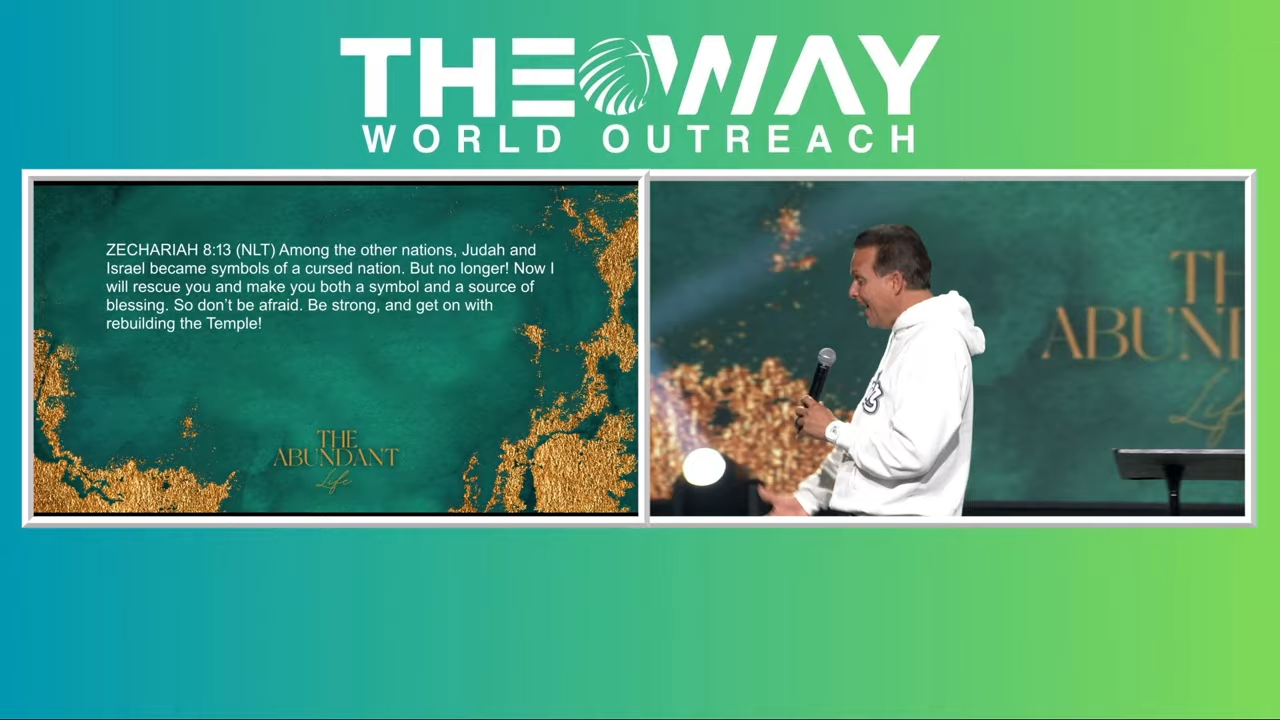 THE WAY
WORLD OUTREACH
ZECHARIAH 8:13 (NLT) Among the other nations, Judah and
Israel became symbols of a cursed nation. But no longer! Now I
will rescue you and make you both a symbol and a source of
blessing. So don’t be afraid. Be strong, and get on with
rebuilding the Temple!
THE
ABUNDANT
Life
TH
ABUN